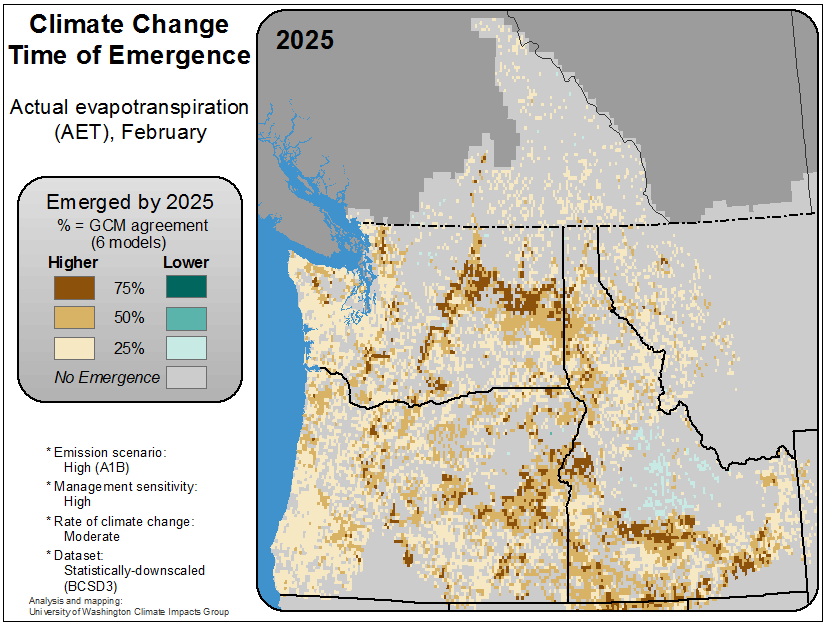 Climate Change
Time of Emergence
Actual evapotranspiration
(AET), February
2025
Emerged by 2025
% = GCM agreement
(6 models)
Higher Lower
75%
50%
25%
No Emergence
* Emission scenario:
High (A1B)
* Management sensitivity:
High
* Rate of climate change:
Moderate
* Dataset:
Statistically-downscaled
(BCSD3)
Analysis and mapping:
University of Washington Climate Impacts Group